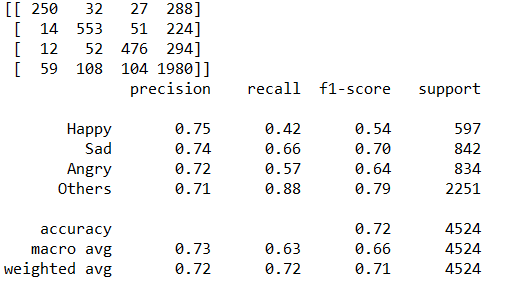 [[ 250 32 27 288]
[ 14 553 51 224]
[ 12 52 476 294]
[ 59 108 104 1980]]
precision recall f1-score support
Happy 0.75 0.42 0.54 597
Sad 0.74 0.66 0.70 842
Angry 0.72 0.57 0.64 834
Others 0.71 0.88 0.79 2251
accuracy 0.72 4524
macro avg 0.73 0.63 0.66 4524
weighted avg 0.72 0.72 0.71 4524